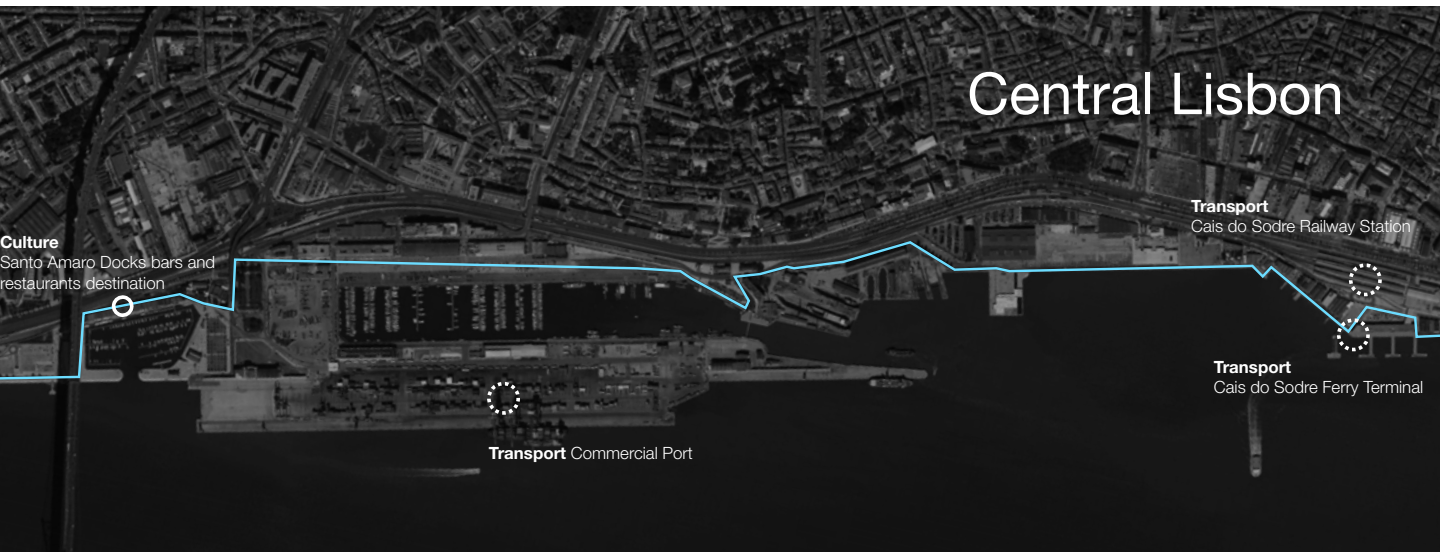 Central Lisbon
Transport
Cais do Sodre Railway Station
Culture
Santo Amaro Docks bars and
restaurants destination
Transport
Cais do Sodre Ferry Terminal
Transport Commercial Port